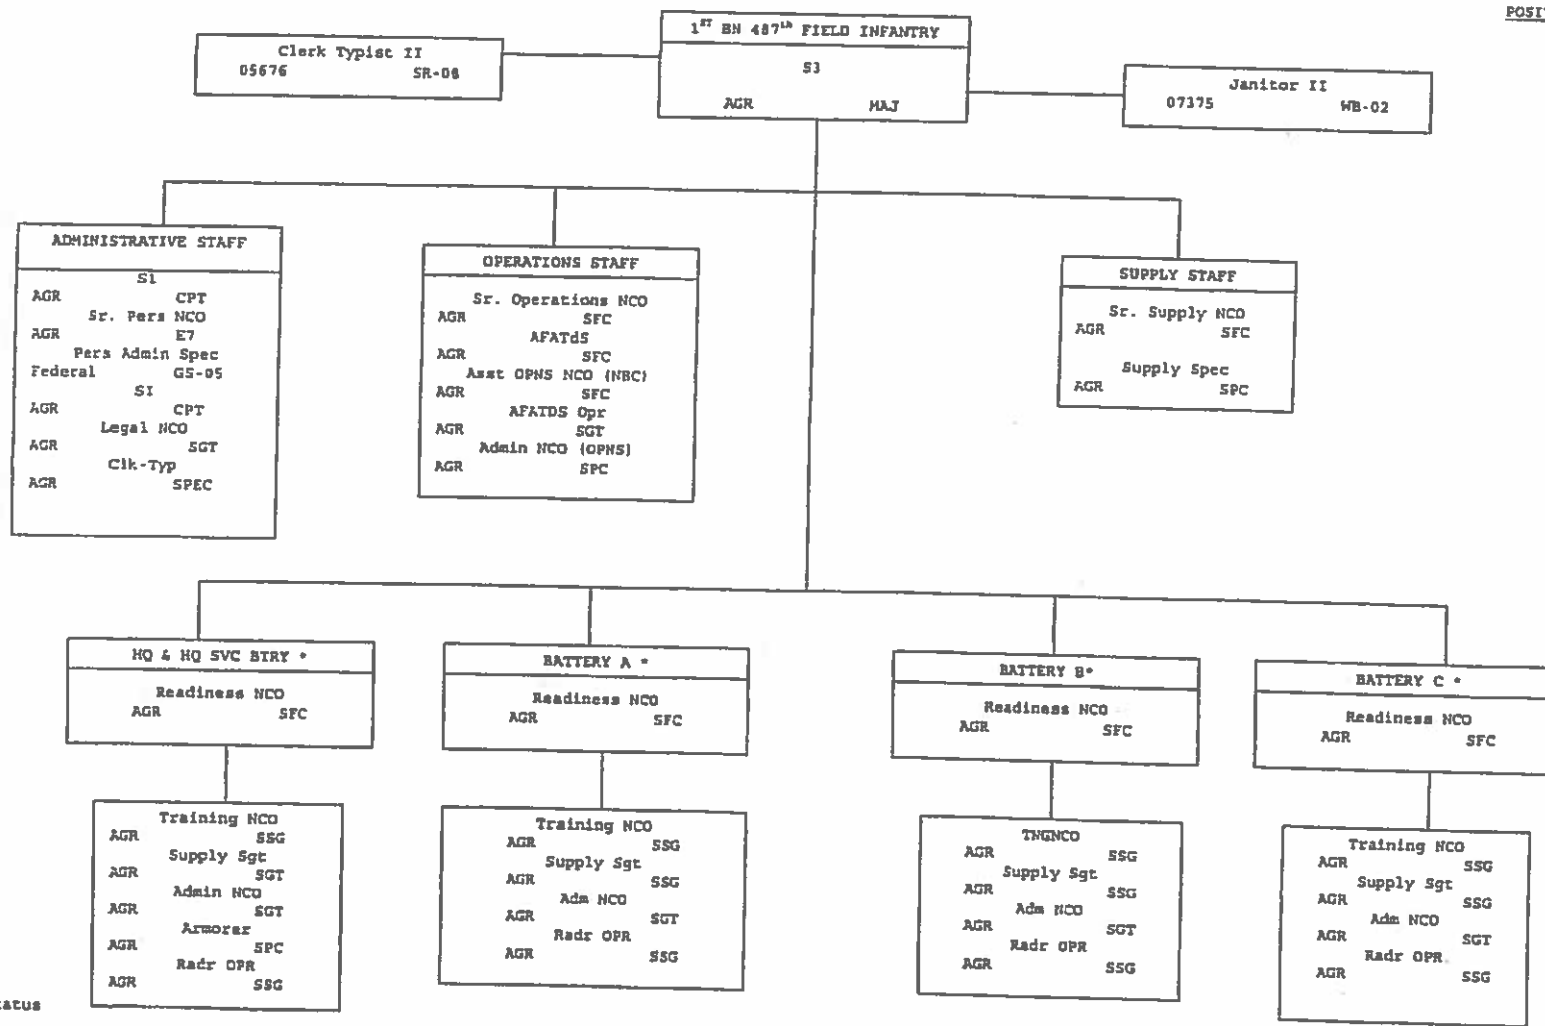 POSIT
1ST BN 487th FIELD INFANTRY
S3
AGR MAJ
Clerk Typist II
05676 SR-08
Janitor II
07375 WB-02
ADMINISTRATIVE STAFF
S1
AGR CPT
Sr. Pers NCO
AGR E7
Pers Admin Spec
Federal GS-05
SI
AGR CPT
Legal NCO
AGR SGT
Clk-Typ
AGR SPEC
OPERATIONS STAFF
Sr. Operations NCO
AGR SFC
AFATdS
AGR SFC
Asst OPNS NCO (NBC)
AGR SFC
AFATDS Opr
AGR SGT
Admin NCO (OPNS)
AGR SPC
SUPPLY STAFF
Sr. Supply NCO
AGR SFC
Supply Spec
AGR SPC
HQ & HQ SVC BTRY *
Readiness NCO
AGR SFC
Training NCO
AGR SSG
Supply Sgt
AGR SGT
Admin NCO
AGR SGT
Armorer
AGR SPC
Radr OPR
AGR SSG
BATTERY A *
Readiness NCO
AGR SFC
Training NCO
AGR SSG
Supply Sgt
AGR SSG
Adm NCO
AGR SGT
Radr OPR
AGR SSG
BATTERY B*
Readiness NCO
AGR SFC
TNGNCO
AGR SSG
Supply Sgt
AGR SSG
Adm NCO
AGR SGT
Radr OPR
AGR SSG
BATTERY C *
Readiness NCO
AGR SFC
Training NCO
AGR SSG
Supply Sgt
AGR SSG
Adm NCO
AGR SGT
Radr OPR
AGR SSG
tatus